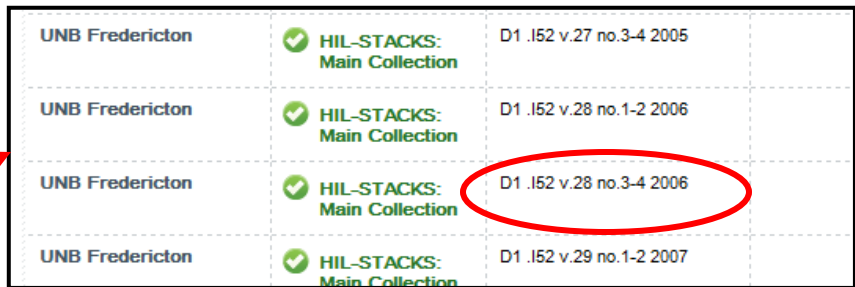 UNB Fredericton HIL-STACKS: D1 .I52 v.27 no.3-4 2005
Main Collection
UNB Fredericton HIL-STACKS: D1 .I52 v.28 no.1-2 2006
Main Collection
UNB Fredericton HIL-STACKS: D1 .I52 v.28 no.3-4 2006
Main Collection
UNB Fredericton HIL-STACKS: D1 .I52 v.29 no.1-2 2007
Main Collection